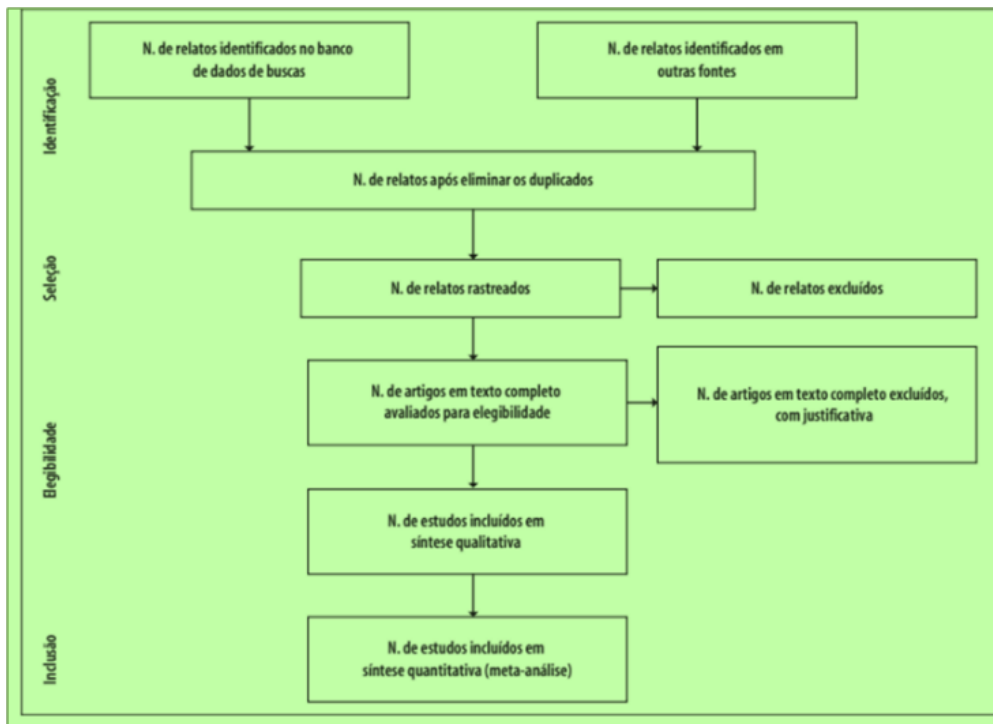 N. de relatos identificados no banco
de dados de buscas
N. de relatos identificados em
outras fontes
Identificação
N. de relatos após eliminar os duplicados
Seleção
N. de relatos rastreados
N. de relatos excluídos
N. de artigos em texto completo
avaliados para elegibilidade
N. de artigos em texto completo excluídos,
com justificativa
Elegibilidade
N. de estudos incluídos em
síntese qualitativa
Inclusão
N. de estudos incluídos em
síntese quantitativa (meta-análise)